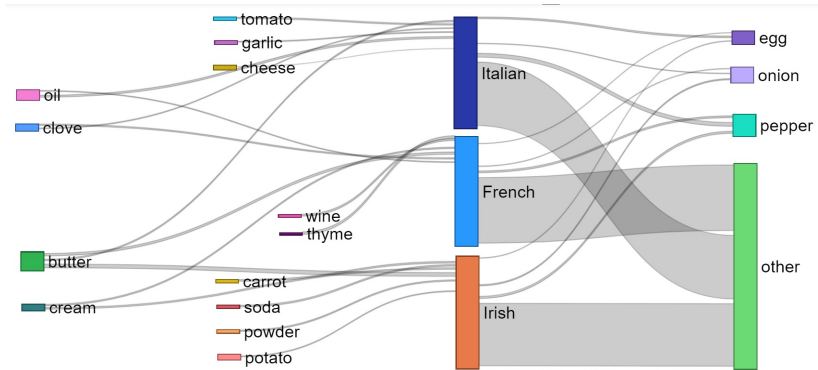 tomato
garlic
cheese
oil
clove
wine
thyme
butter
cream
carrot
soda
powder
potato
Italian
French
Irish
egg
onion
pepper
other